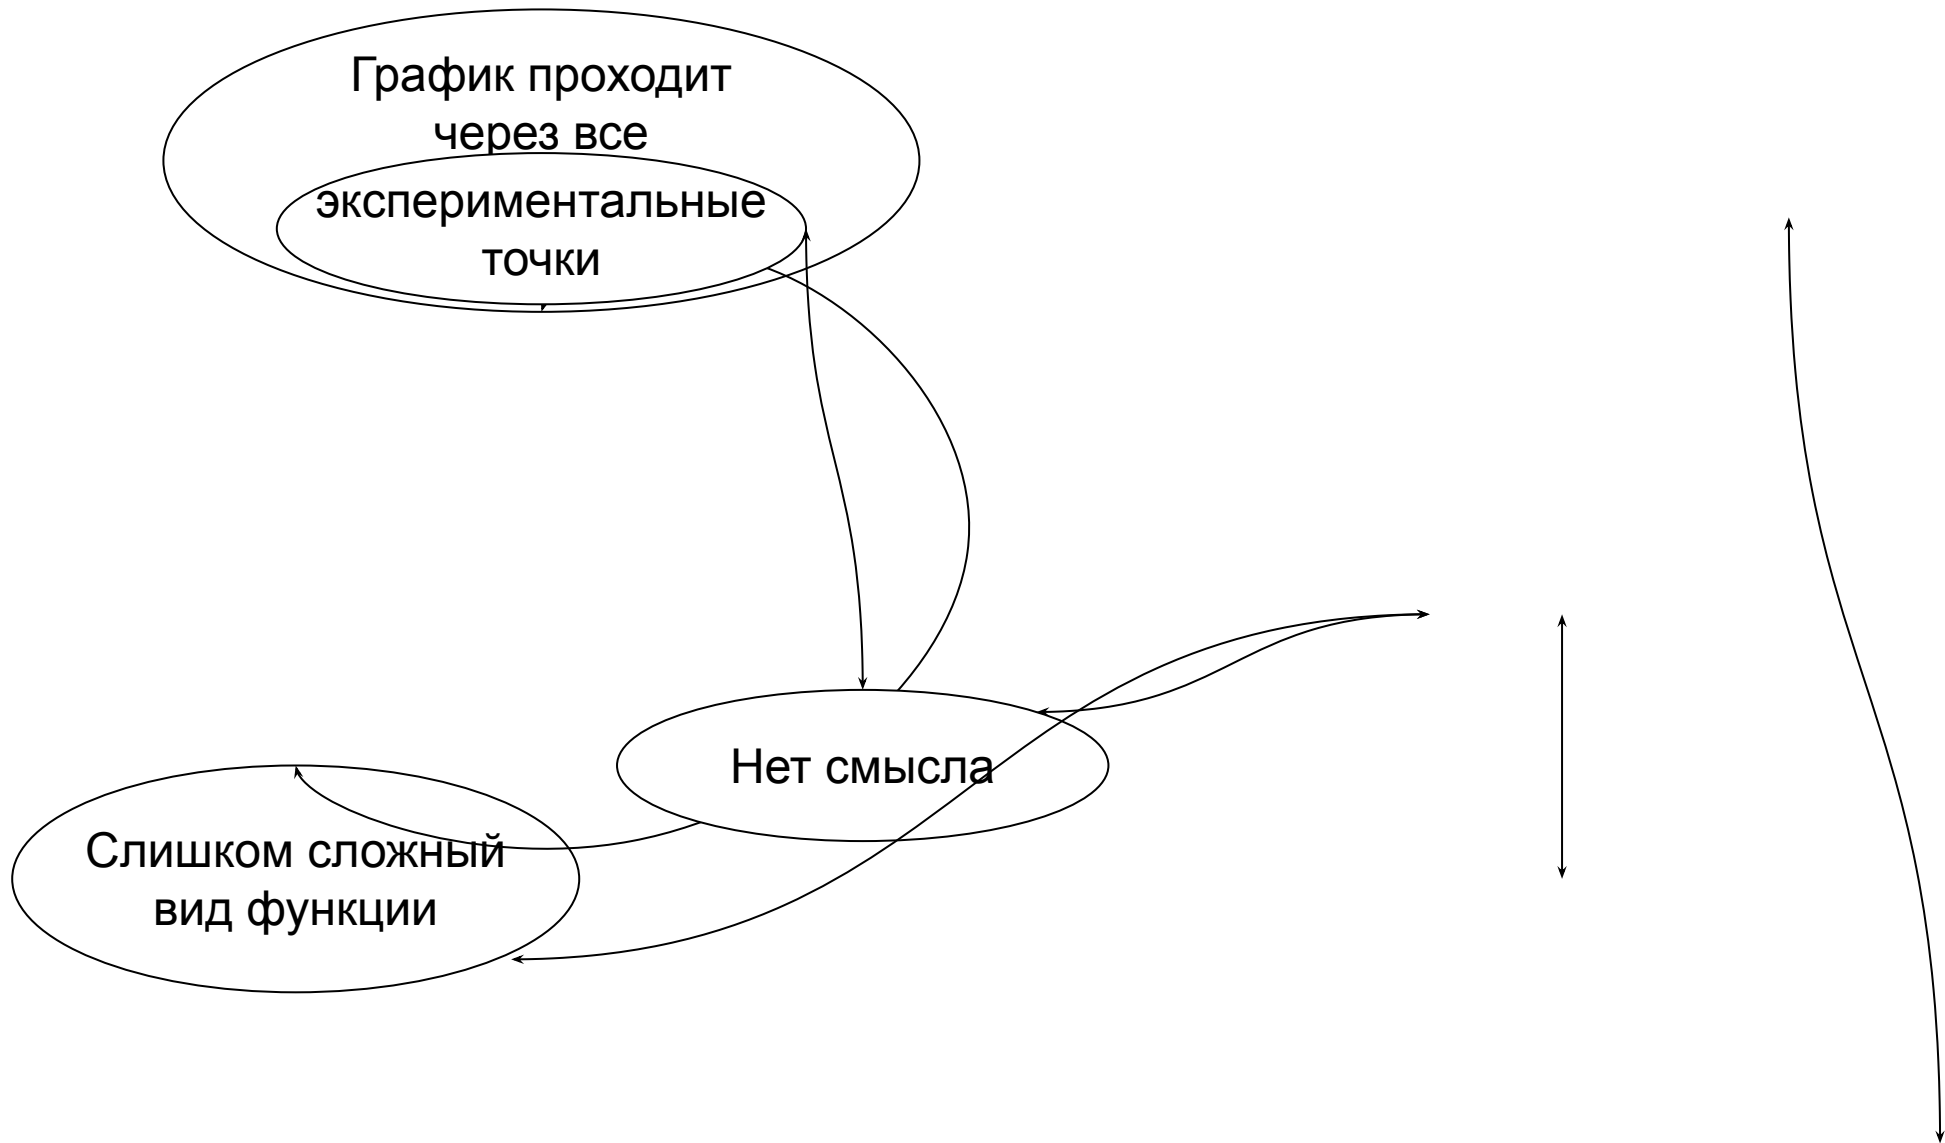 График проходит
через все
экспериментальные
точки
Нет смысла
Слишком сложный
вид функции